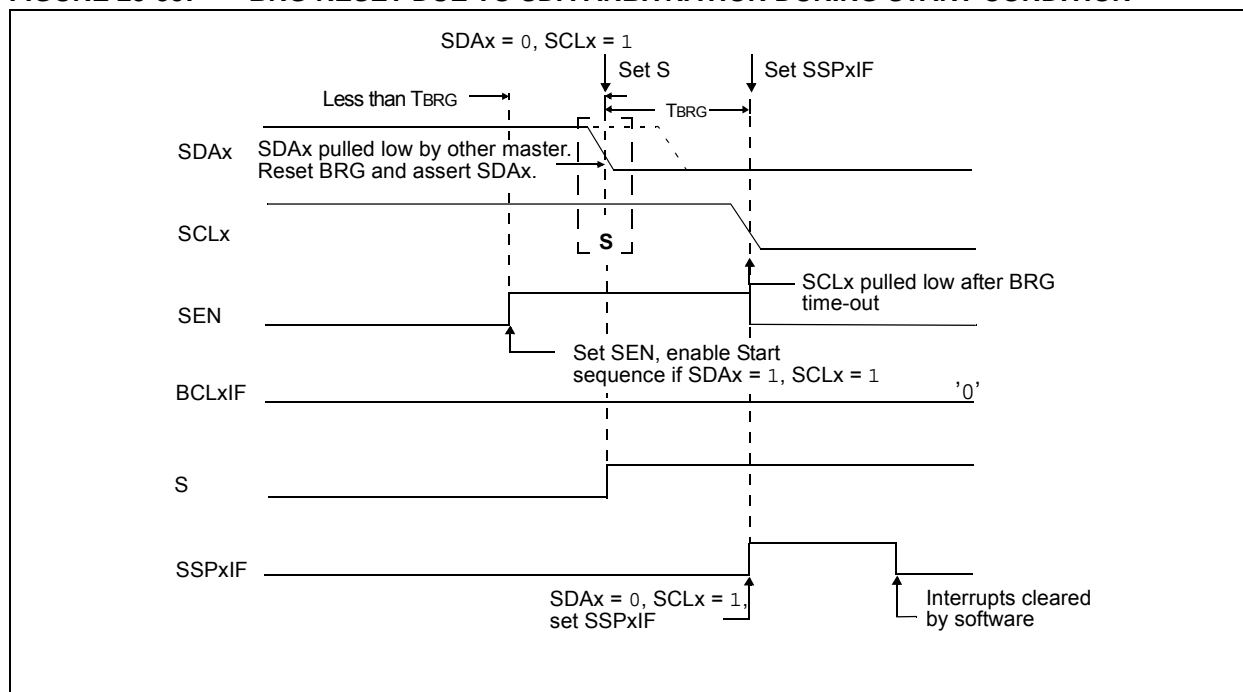 SDAx = 0, SCLx = 1
Set S
Set SSPxIF
Less than TBRG
TBRG
SDAx
SDAx pulled low by other master.
Reset BRG and assert SDAx.
SCLx
S
SCLx pulled low after BRG
time-out
SEN
Set SEN, enable Start
sequence if SDAx = 1, SCLx = 1
BCLxIF
'0'
S
SSPxIF
SDAx = 0, SCLx = 1,
set SSPxIF
Interrupts cleared
by software